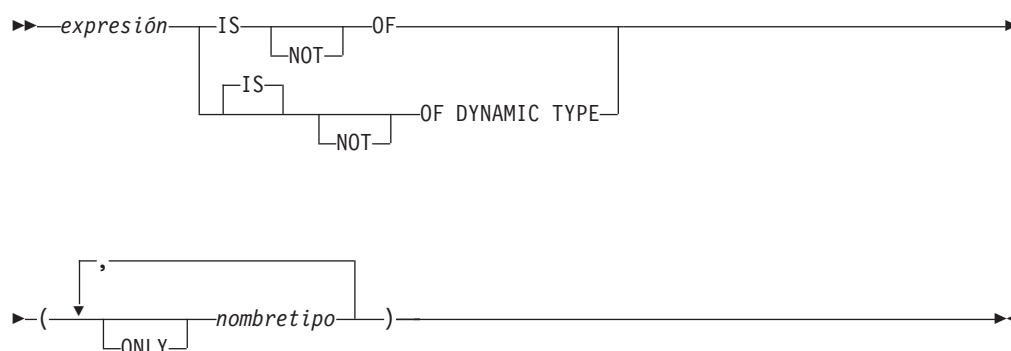 expresión IS OF
NOT
IS
OF DYNAMIC TYPE
NOT
,
( nombretipo )
ONLY